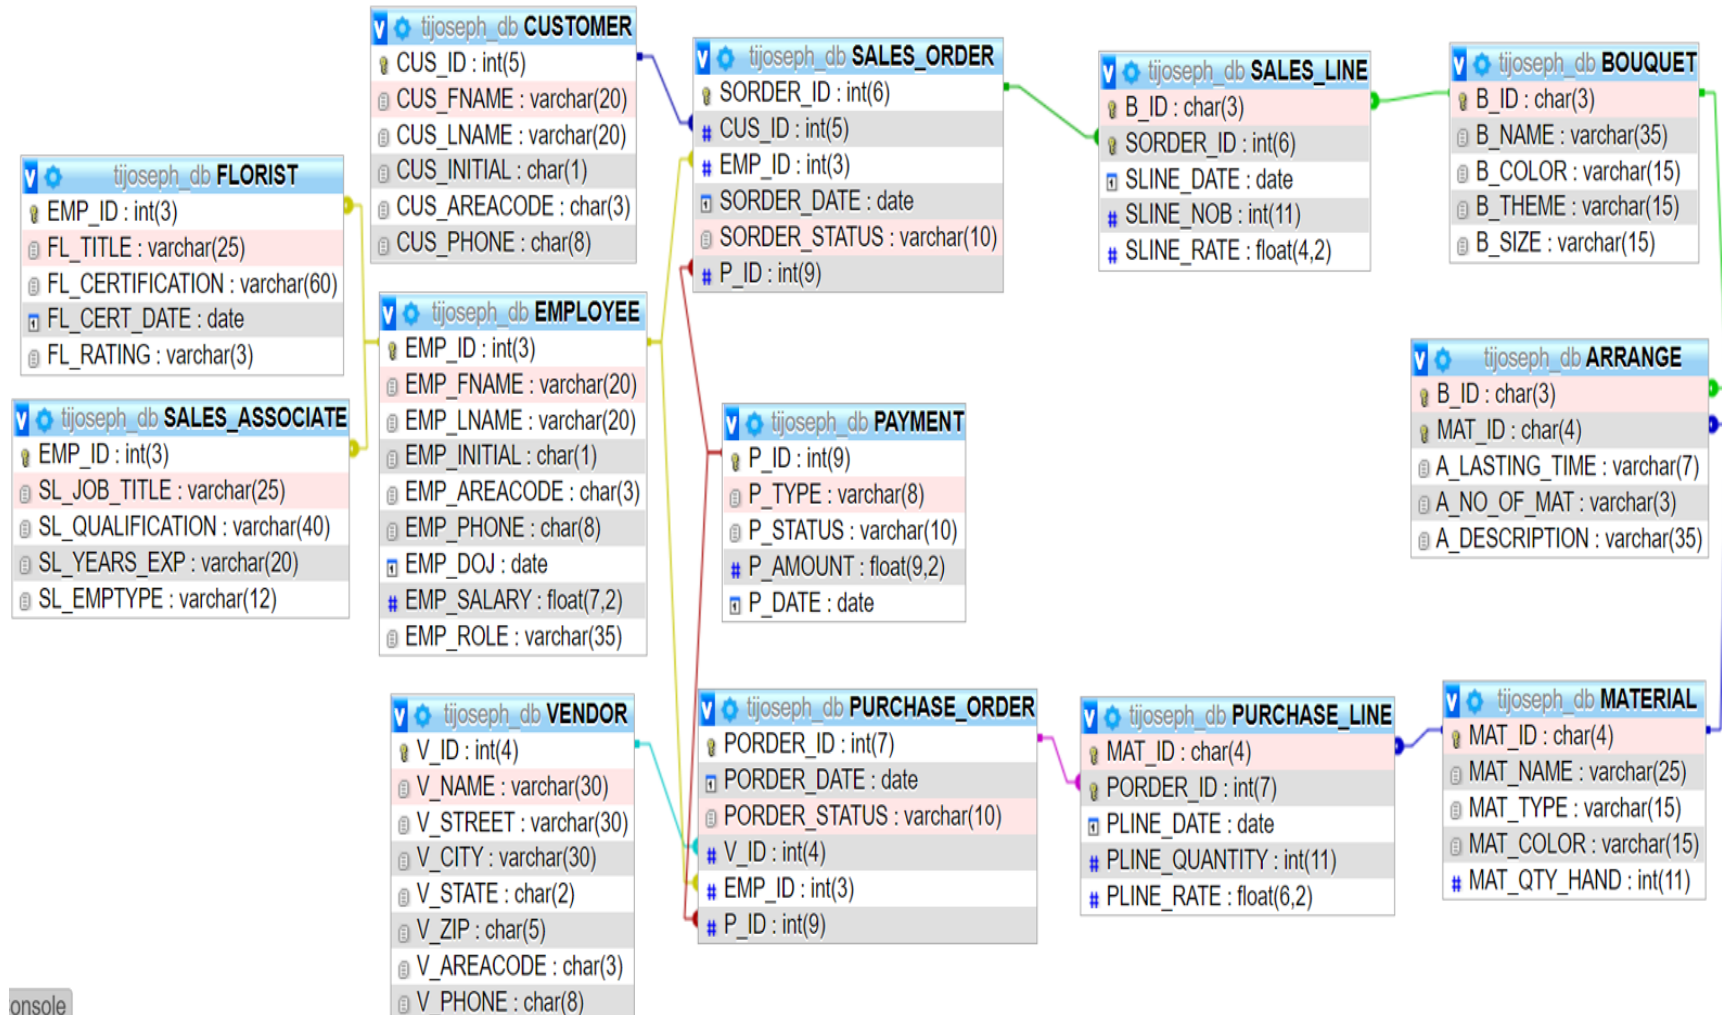 tijoseph_db CUSTOMER
CUS_ID : int(5)
CUS_FNAME : varchar(20)
CUS_LNAME : varchar(20)
CUS_INITIAL : char(1)
CUS_AREACODE : char(3)
CUS_PHONE : char(8)
tijoseph_db SALES_ORDER
SORDER_ID : int(6)
CUS_ID : int(5)
EMP_ID : int(3)
SORDER_DATE : date
SORDER_STATUS : varchar(10)
P_ID : int(9)
tijoseph_db SALES_LINE
B_ID : char(3)
SORDER_ID : int(6)
SLINE_DATE : date
SLINE_NOB : int(11)
SLINE_RATE : float(4,2)
tijoseph_db BOUQUET
B_ID : char(3)
B_NAME : varchar(35)
B_COLOR : varchar(15)
B_THEME : varchar(15)
B_SIZE : varchar(15)
tijoseph_db FLORIST
EMP_ID : int(3)
FL_TITLE : varchar(25)
FL_CERTIFICATION : varchar(60)
FL_CERT_DATE : date
FL_RATING : varchar(3)
tijoseph_db EMPLOYEE
EMP_ID : int(3)
EMP_FNAME : varchar(20)
EMP_LNAME : varchar(20)
EMP_INITIAL : char(1)
EMP_AREACODE : char(3)
EMP_PHONE : char(8)
EMP_DOJ : date
EMP_SALARY : float(7,2)
EMP_ROLE : varchar(35)
tijoseph_db SALES_ASSOCIATE
EMP_ID : int(3)
SL_JOB_TITLE : varchar(25)
SL_QUALIFICATION : varchar(40)
SL_YEARS_EXP : varchar(20)
SL_EMPTYPE : varchar(12)
tijoseph_db PAYMENT
P_ID : int(9)
P_TYPE : varchar(8)
P_STATUS : varchar(10)
P_AMOUNT : float(9,2)
P_DATE : date
tijoseph_db ARRANGE
B_ID : char(3)
MAT_ID : char(4)
A_LASTING_TIME : varchar(7)
A_NO_OF_MAT : varchar(3)
A_DESCRIPTION : varchar(35)
tijoseph_db VENDOR
V_ID : int(4)
V_NAME : varchar(30)
V_STREET : varchar(30)
V_CITY : varchar(30)
V_STATE : char(2)
V_ZIP : char(5)
V_AREACODE : char(3)
V_PHONE : char(8)
tijoseph_db PURCHASE_ORDER
PORDER_ID : int(7)
PORDER_DATE : date
PORDER_STATUS : varchar(10)
V_ID : int(4)
EMP_ID : int(3)
P_ID : int(9)
tijoseph_db PURCHASE_LINE
MAT_ID : char(4)
PORDER_ID : int(7)
PLINE_DATE : date
PLINE_QUANTITY : int(11)
PLINE_RATE : float(6,2)
tijoseph_db MATERIAL
MAT_ID : char(4)
MAT_NAME : varchar(25)
MAT_TYPE : varchar(15)
MAT_COLOR : varchar(15)
MAT_QTY_HAND : int(11)
onsole